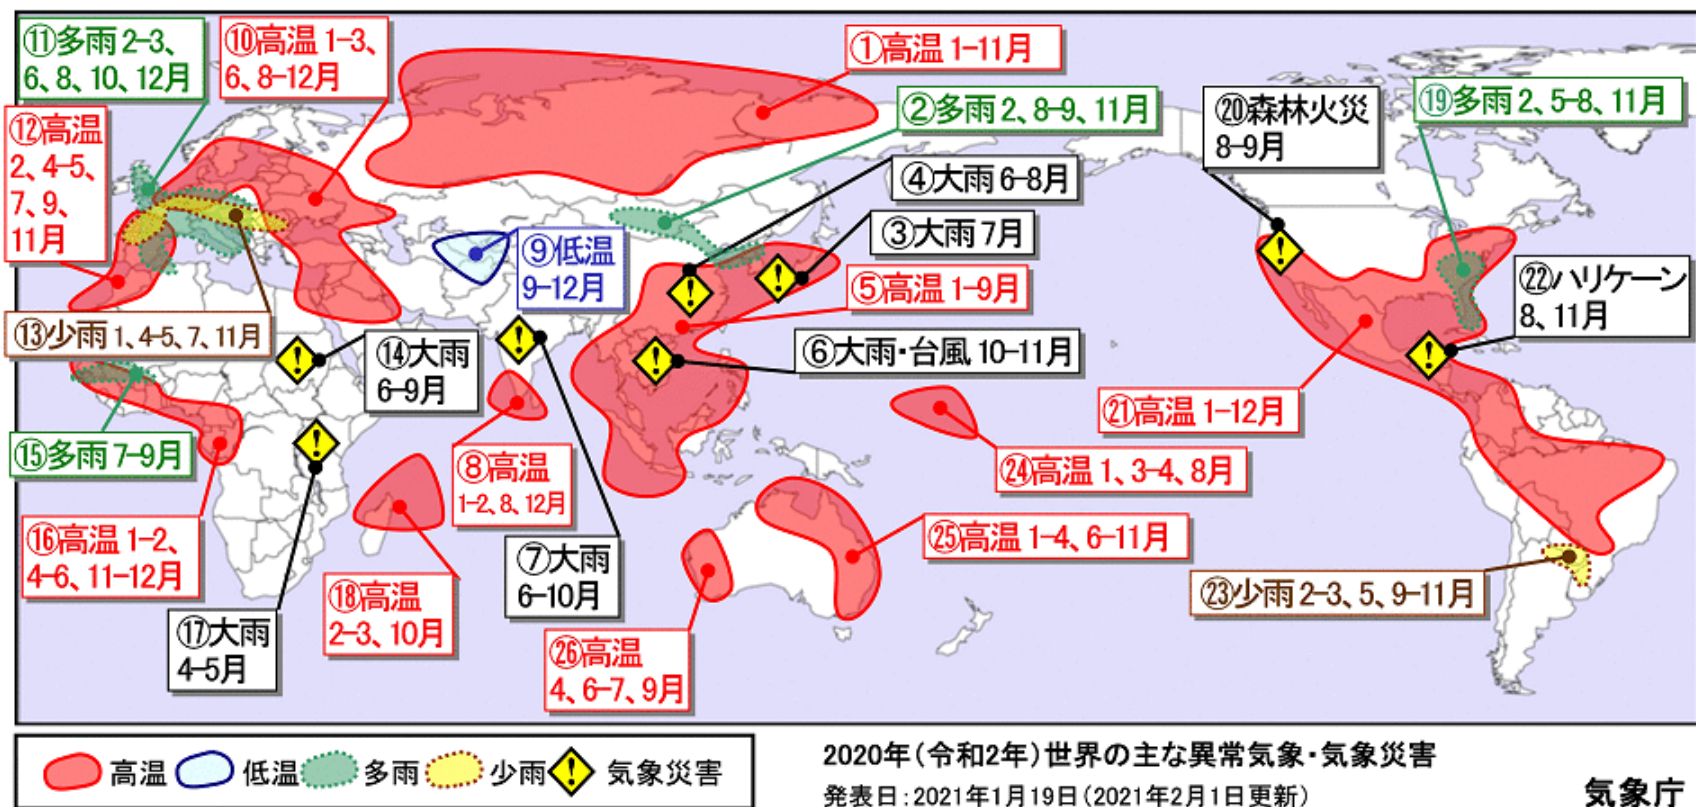 ⑪多雨 2-3、
6、8、10、12月
⑩高温 1-3、
6、8-12月
①高温 1-11月
②多雨 2、8-9、11月
⑳森林火災
8-9月
⑲多雨 2、5-8、11月
⑫高温
2、4-5、
7、9、
11月
④大雨 6-8月
③大雨 7月
⑨低温
9-12月
⑤高温 1-9月
㉒ハリケーン
8、11月
⑬少雨 1、4-5、7、11月
⑭大雨
6-9月
⑥大雨・台風 10-11月
㉑高温 1-12月
⑮多雨 7-9月
⑧高温
1-2、8、12月
㉔高温 1、3-4、8月
⑯高温 1-2、
4-6、11-12月
⑦大雨
6-10月
㉕高温 1-4、6-11月
⑱高温
2-3、10月
㉓少雨 2-3、5、9-11月
⑰大雨
4-5月
㉖高温
4、6-7、9月
高温 低温 多雨 少雨 気象災害
2020年(令和2年)世界の主な異常気象・気象災害
発表日:2021年1月19日(2021年2月1日更新)
気象庁